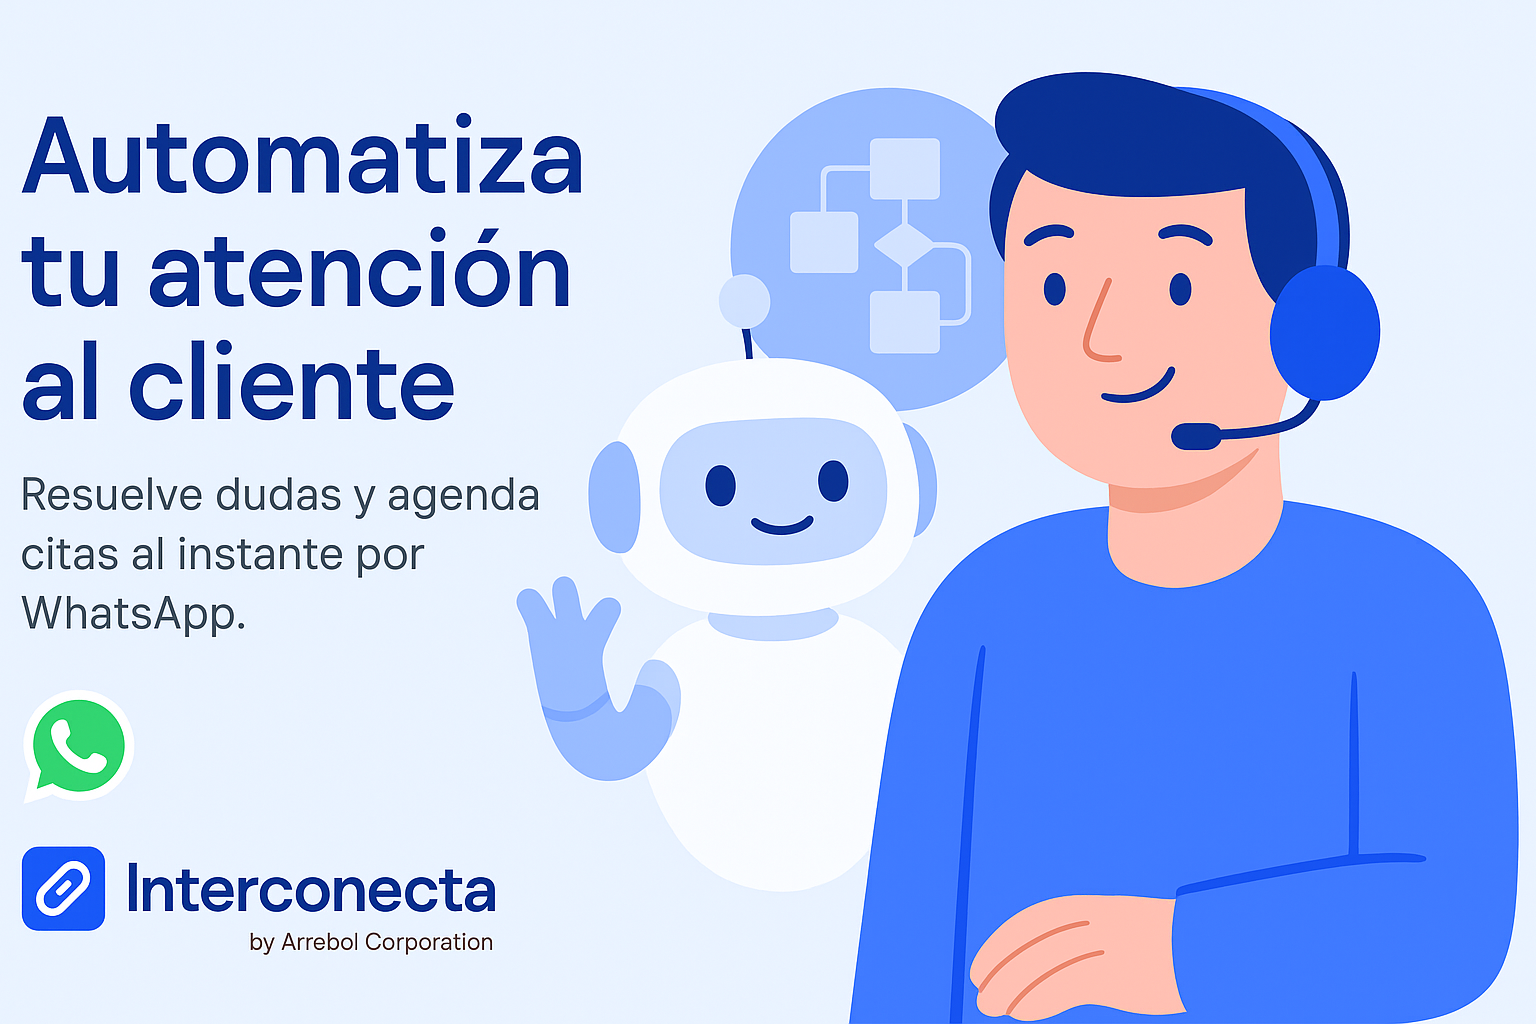 Automatiza
tu atención
al cliente
Resuelve dudas y agenda
citas al instante por
WhatsApp.
Interconecta
by Arrebol Corporation